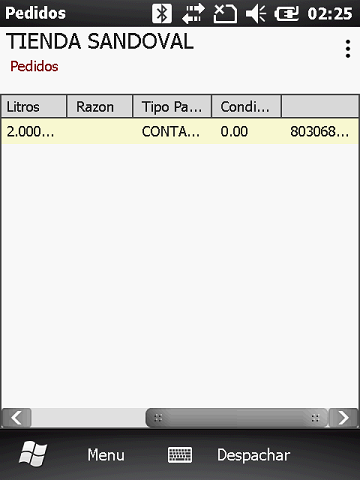 Pedidos 02:25
TIENDA SANDOVAL
Pedidos
Litros Razon Tipo Pa... Condi...
2.000... CONTA... 0.00 803068...
Menu Despachar